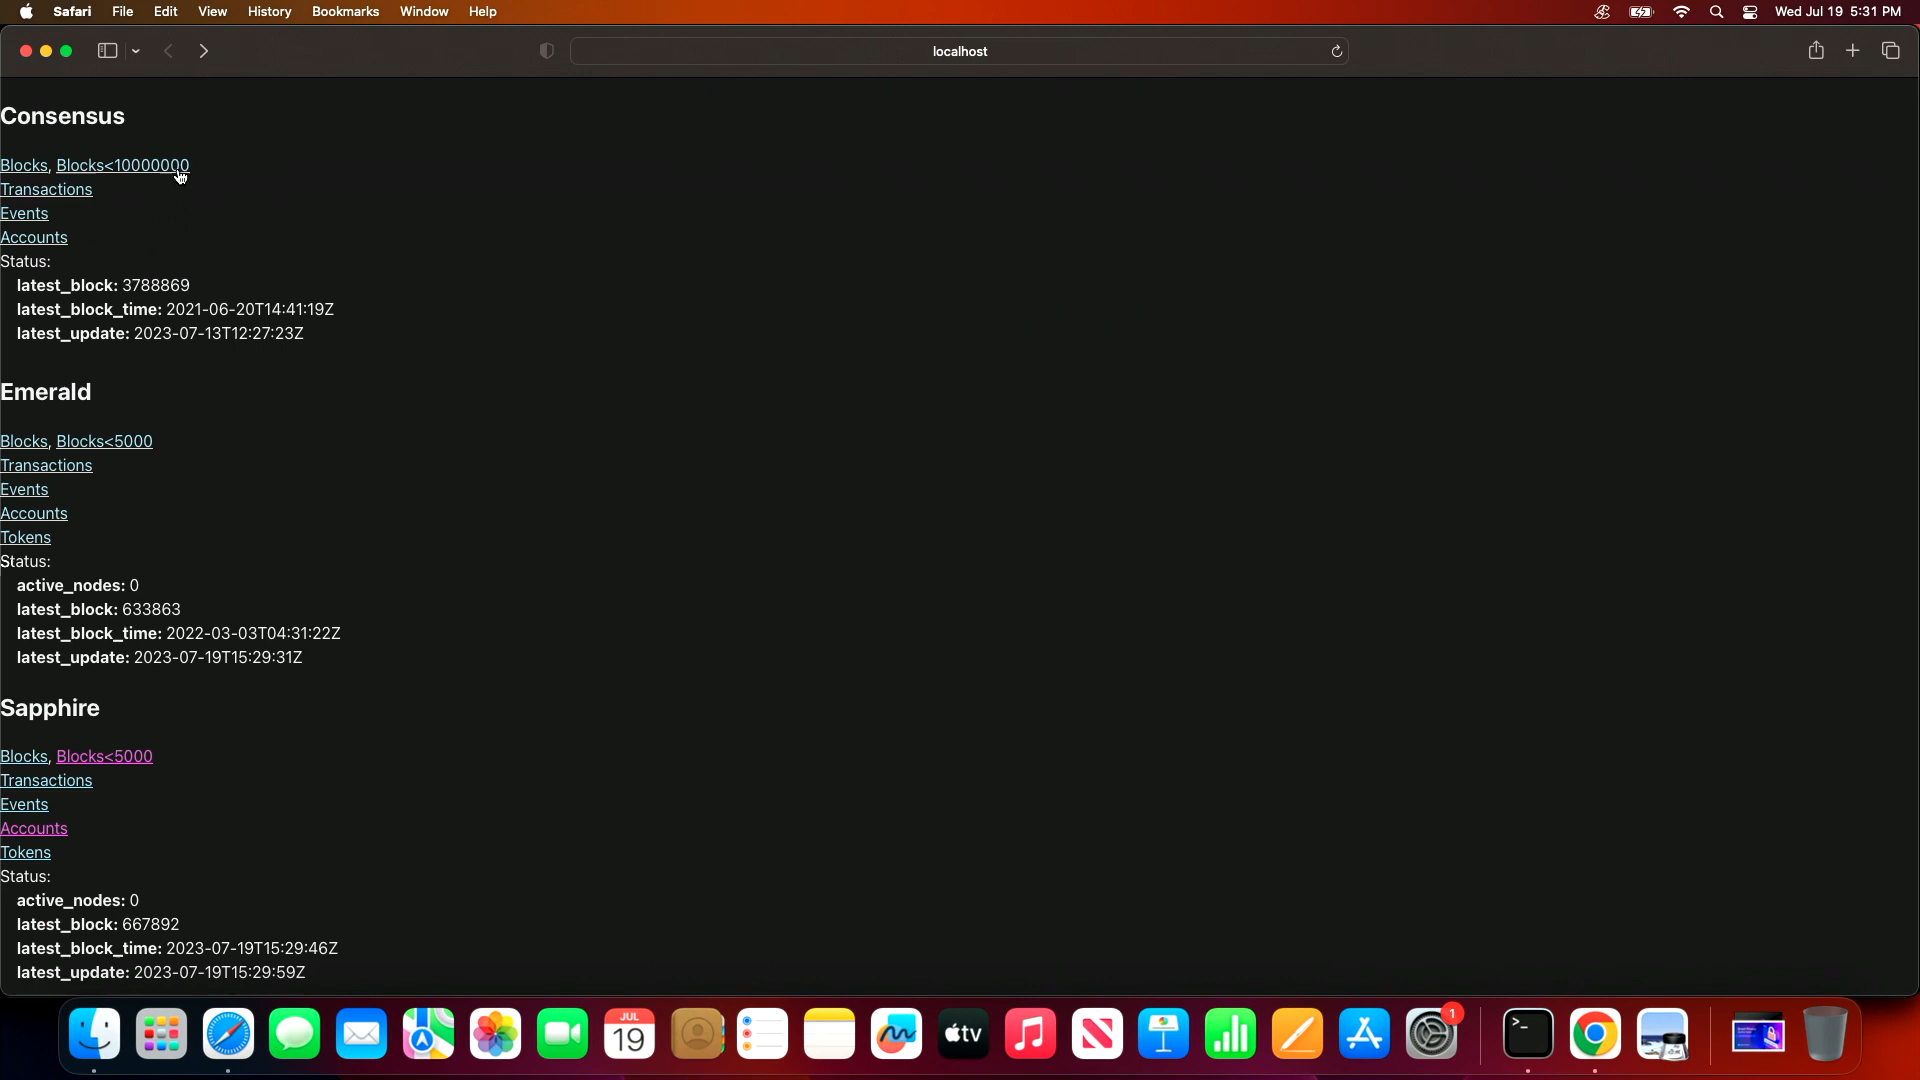 Safari File Edit View History Bookmarks Window Help Wed Jul 19 5:31 PM
localhost
Consensus
Blocks, Blocks<10000000
Transactions
Events
Accounts
Status:
latest_block: 3788869
latest_block_time: 2021-06-20T14:41:19Z
latest_update: 2023-07-13T12:27:23Z
Emerald
Blocks, Blocks<5000
Transactions
Events
Accounts
Tokens
Status:
active_nodes: 0
latest_block: 633863
latest_block_time: 2022-03-03T04:31:22Z
latest_update: 2023-07-19T15:29:31Z
Sapphire
Blocks, Blocks<5000
Transactions
Events
Accounts
Tokens
Status:
active_nodes: 0
latest_block: 667892
latest_block_time: 2023-07-19T15:29:46Z
latest_update: 2023-07-19T15:29:59Z
JUL
19
tv
1
>_